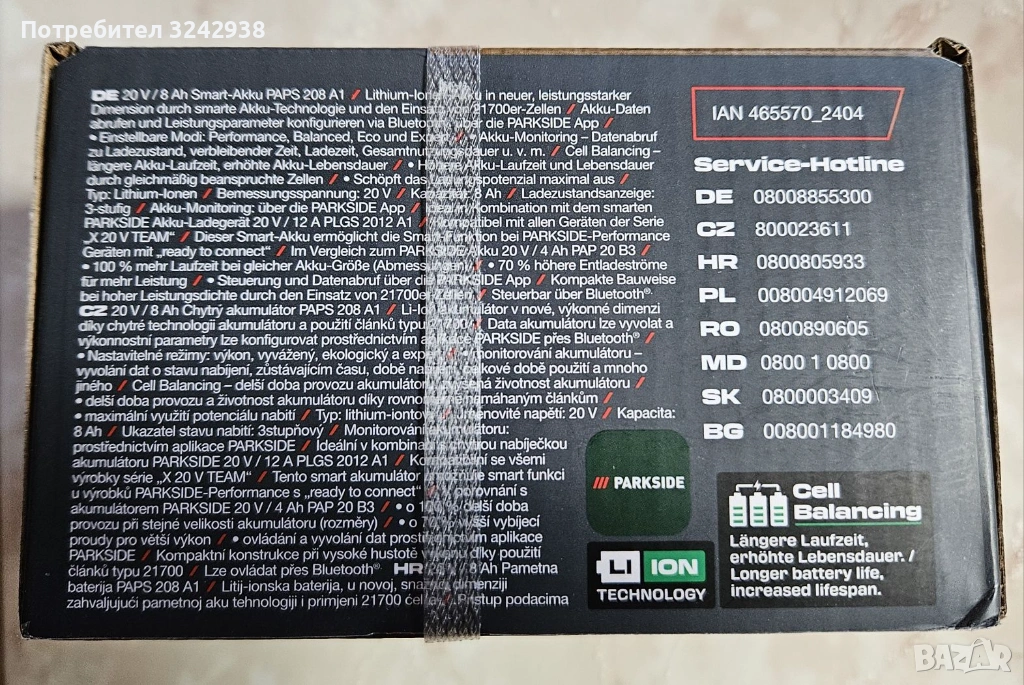 Потребител 3242938
DE 20 V / 8 Ah Smart-Akku PAPS 208 A1 / Lithium-Ionen- in neuer, leistungsstarker
Dimension durch smarte Akku-Technologie und den Einsatz 21700er-Zellen / Akku-Daten
abrufen und Leistungsparameter konfigurieren via Bluetooth über die PARKSIDE App /
• Einstellbare Modi: Performance, Balanced, Eco und Expert / • Akku-Monitoring – Datenabruf
zu Ladezustand, verbleibender Zeit, Ladezeit, Gesamtnutzungsdauer u. v. m. / Cell Balancing –
längere Akku-Laufzeit, erhöhte Akku-Lebensdauer / • Höhere Akku-Laufzeit und Lebensdauer
durch gleichmäßig beanspruchte Zellen / • Schöpft das Leistungspotenzial maximal aus /
Typ: Lithium-Ionen / Bemessungsspannung: 20 V / Kapazität: 8 Ah / Ladezustandsanzeige:
3-stufig / Akku-Monitoring: über die PARKSIDE App / Ideal in Kombination mit dem smarten
PARKSIDE Akku-Ladegerät 20 V / 12 A PLGS 2012 A1 / Kompatibel mit allen Geräten der Serie
„X 20 V TEAM“ / Dieser Smart-Akku ermöglicht die Smart-Funktion bei PARKSIDE-Performance
Geräten mit „ready to connect“ / Im Vergleich zum PARKSIDE Akku 20 V / 4 Ah PAP 20 B3 /
• 100 % mehr Laufzeit bei gleicher Akku-Größe (Abmessungen) / • 70 % höhere Entladeströme
für mehr Leistung / • Steuerung und Datenabruf über die PARKSIDE App / Kompakte Bauweise
bei hoher Leistungsdichte durch den Einsatz von 21700er-Zellen / Steuerbar über Bluetooth®
CZ 20 V / 8 Ah Chytrý akumulátor PAPS 208 A1 / Li-Ion akumulátor v nové, výkonné dimenzi
díky chytré technologii akumulátoru a použití článků typu 21700 / Data akumulátoru lze vyvolat a
výkonnostní parametry lze konfigurovat prostřednictvím aplikace PARKSIDE přes Bluetooth® /
• Nastavitelné režimy: výkon, vyvážený, ekologický a expert / • monitorování akumulátoru –
vyvolání dat o stavu nabíjení, zůstávajícím času, době nabíjení, celkové době použití a mnoho
jiného / Cell Balancing – delší doba provozu akumulátoru, zvýšená životnost akumulátoru /
• delší doba provozu a životnost akumulátoru díky rovnoměrně namáhaným článkům /
• maximální využití potenciálu nabití / Typ: lithium-iontový / Jmenovité napětí: 20 V / Kapacita:
8 Ah / Ukazatel stavu nabití: 3stupňový / Monitorování akumulátoru:
prostřednictvím aplikace PARKSIDE / Ideální v kombinaci s chytrou nabíječkou
akumulátoru PARKSIDE 20 V / 12 A PLGS 2012 A1 / Kompatibilní se všemi
výrobky série „X 20 V TEAM“ / Tento smart akumulátor umožňuje smart funkci
u výrobků PARKSIDE-Performance s „ready to connect“ / V porovnání s
akumulátorem PARKSIDE 20 V / 4 Ah PAP 20 B3 / • o 100 % delší doba
provozu při stejné velikosti akumulátoru (rozměry) / • o 70 % vyšší vybíjecí
proudy pro větší výkon / • ovládání a vyvolání dat prostřednictvím aplikace
PARKSIDE / Kompaktní konstrukce při vysoké hustotě výkonu díky použití
článků typu 21700 / Lze ovládat přes Bluetooth® HR 20 V / 8 Ah Pametna
baterija PAPS 208 A1 / Litij-ionska baterija, u novoj, snažnoj dimenziji
zahvaljujući pametnoj aku tehnologiji i primjeni 21700 ćelija / Pristup podacima
IAN 465570_2404
Service-Hotline
DE 08008855300
CZ 800023611
HR 0800805933
PL 008004912069
RO 0800890605
MD 0800 1 0800
SK 0800003409
BG 008001184980
PARKSIDE
LI ION
TECHNOLOGY
Cell
Balancing
Längere Laufzeit,
erhöhte Lebensdauer. /
Longer battery life,
increased lifespan.
BAZAR